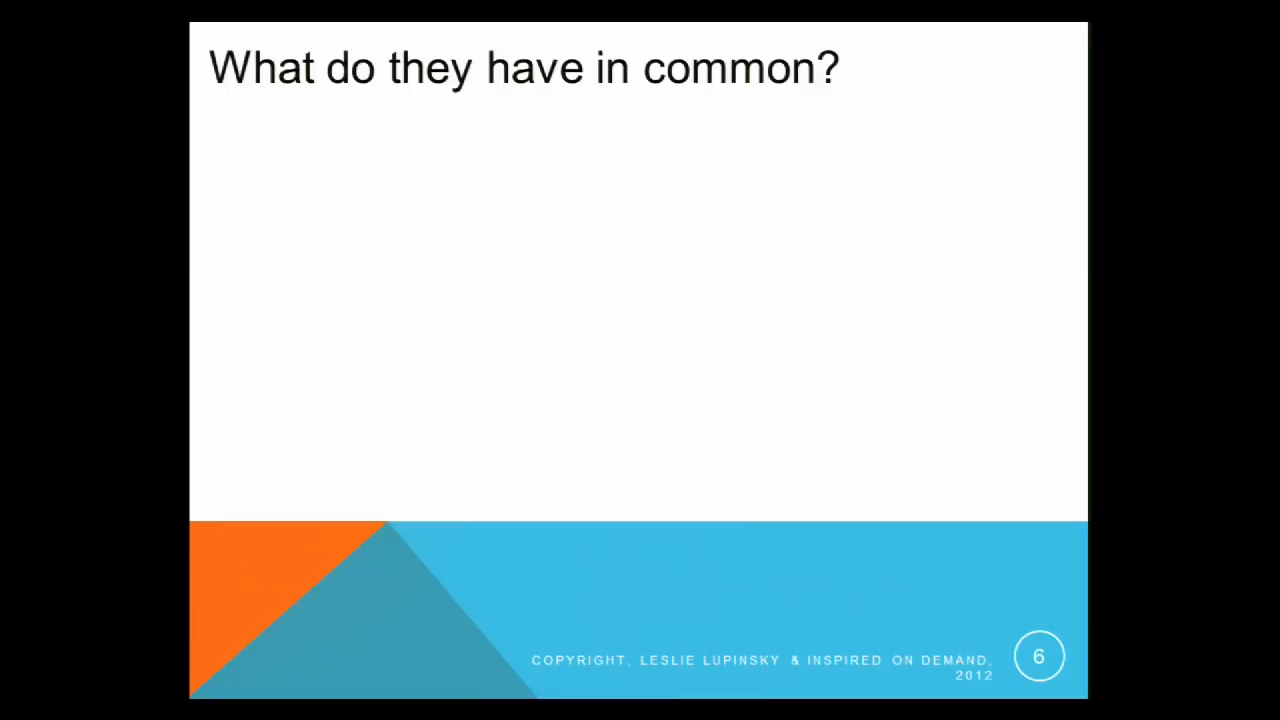 What do they have in common?
COPYRIGHT, LESLIE LUPINSKY & INSPIRED ON DEMAND,
2012
6